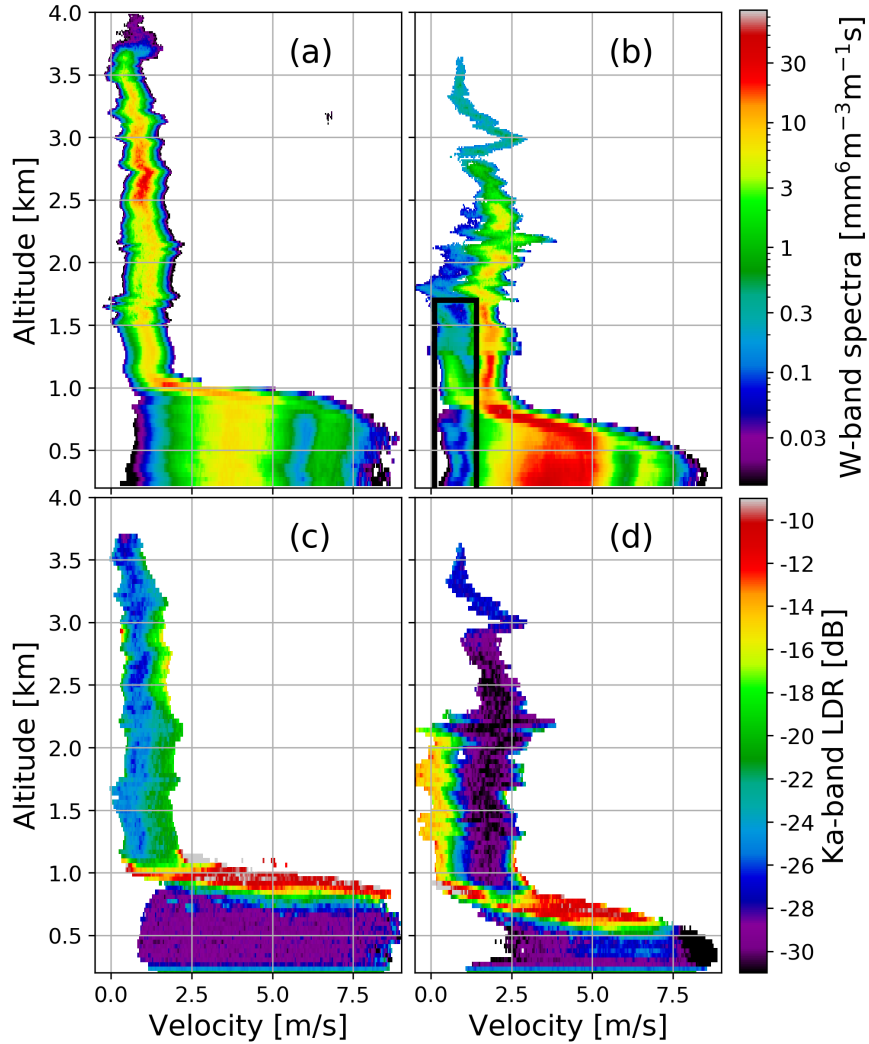 4.0
3.5
3.0
2.5
2.0
1.5
1.0
0.5
Altitude [km]
(a)
(b)
30
10
3
1
0.3
0.1
0.03
W-band spectra [mm⁶m⁻³m⁻¹s]
4.0
3.5
3.0
2.5
2.0
1.5
1.0
0.5
Altitude [km]
(c)
(d)
0.0 2.5 5.0 7.5
Velocity [m/s]
0.0 2.5 5.0 7.5
Velocity [m/s]
-10
-12
-14
-16
-18
-20
-22
-24
-26
-28
-30
Ka-band LDR [dB]